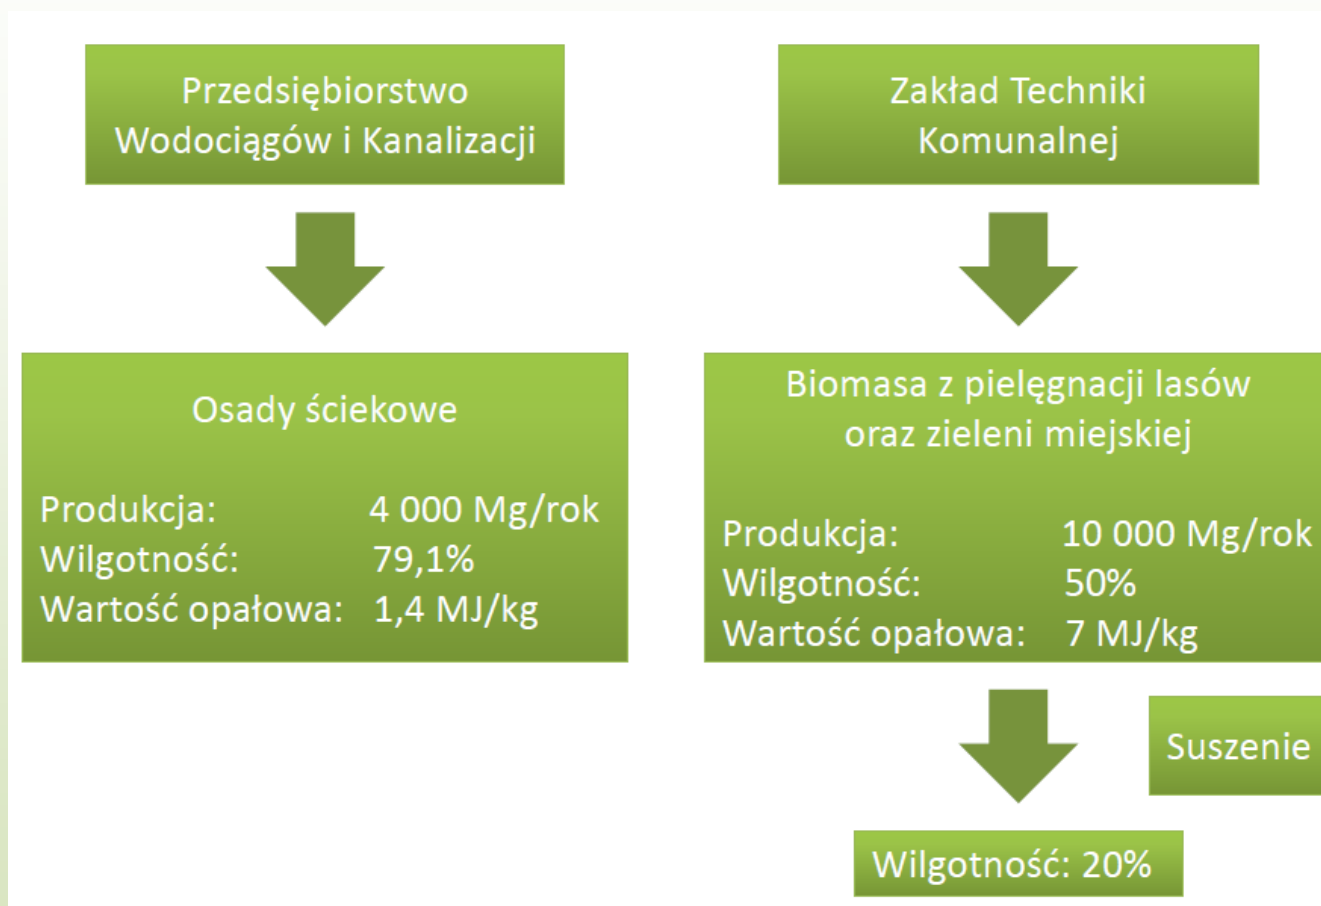 Przedsiębiorstwo
Wodociągów i Kanalizacji
Zakład Techniki
Komunalnej
Osady ściekowe
Produkcja: 4 000 Mg/rok
Wilgotność: 79,1%
Wartość opałowa: 1,4 MJ/kg
Biomasa z pielęgnacji lasów
oraz zieleni miejskiej
Produkcja: 10 000 Mg/rok
Wilgotność: 50%
Wartość opałowa: 7 MJ/kg
Suszenie
Wilgotność: 20%